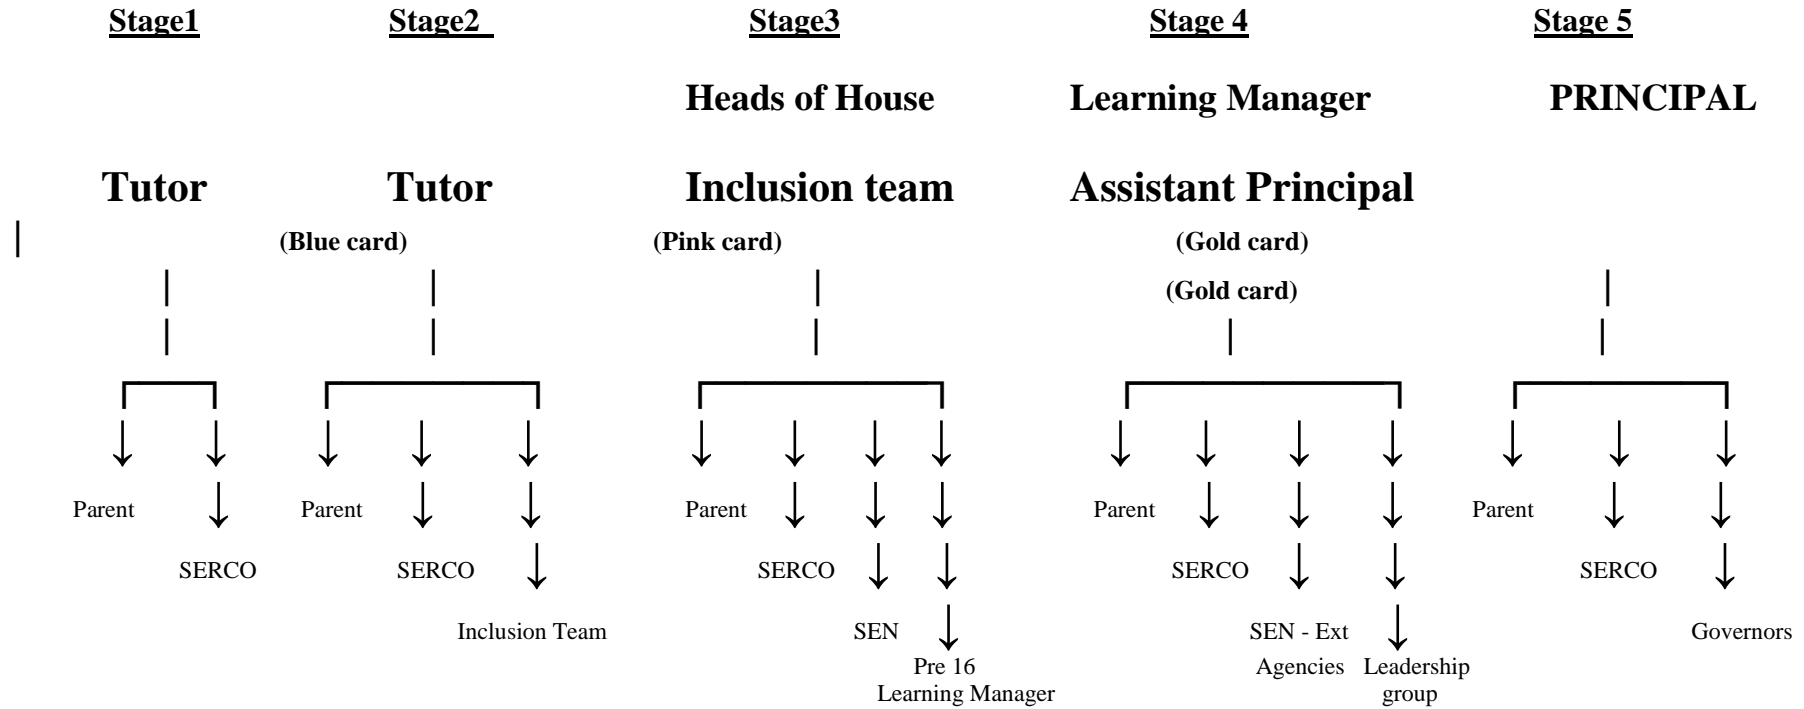 Stage1 Stage2 Stage3 Stage 4 Stage 5
Heads of House Learning Manager PRINCIPAL
Tutor Tutor Inclusion team Assistant Principal
(Blue card) (Pink card) (Gold card)
(Gold card)
Parent Parent Parent Parent Parent
SERCO SERCO SERCO SERCO SERCO
Inclusion Team SEN SEN - Ext Governors
Pre 16 Agencies Leadership
Learning Manager group